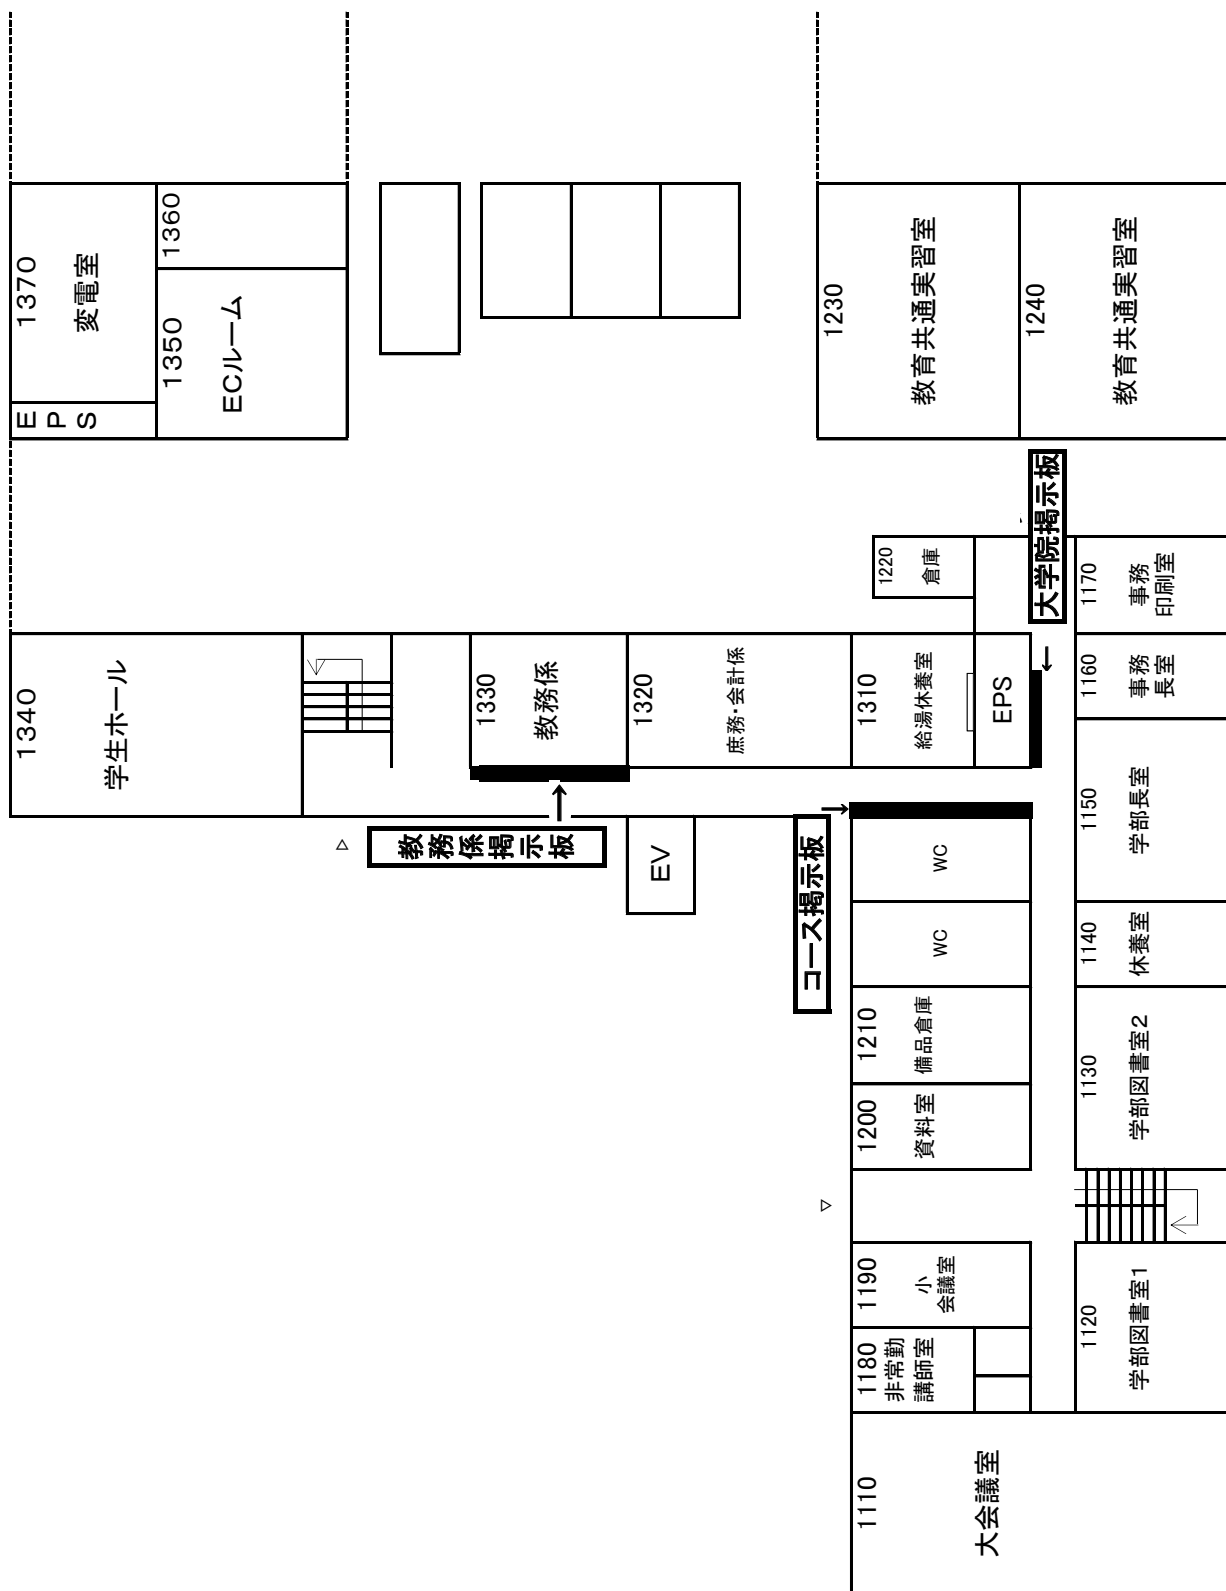 1370
変電室
EPS
1360
1350
ECルーム
1340
学生ホール
1330
教務係
1320
庶務・会計係
1310
給湯休養室
EPS
教務係掲示板
EV
コース掲示板
大学院掲示板
1230
教育共通実習室
1240
教育共通実習室
1220
倉庫
1170
事務
印刷室
1160
事務
長室
1150
学部長室
1140
休養室
1130
学部図書室2
1120
学部図書室1
WC
WC
1210
備品倉庫
1200
資料室
1190
小
会議室
1180
非常勤
講師室
1110
大会議室